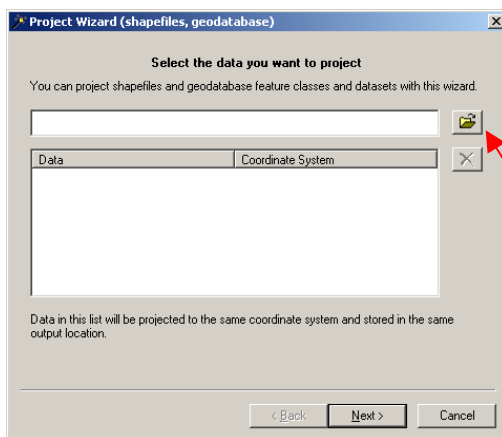 Project Wizard (shapefiles, geodatabase)
Select the data you want to project
You can project shapefiles and geodatabase feature classes and datasets with this wizard.
Data Coordinate System
Data in this list will be projected to the same coordinate system and stored in the same
output location.
< Back Next > Cancel